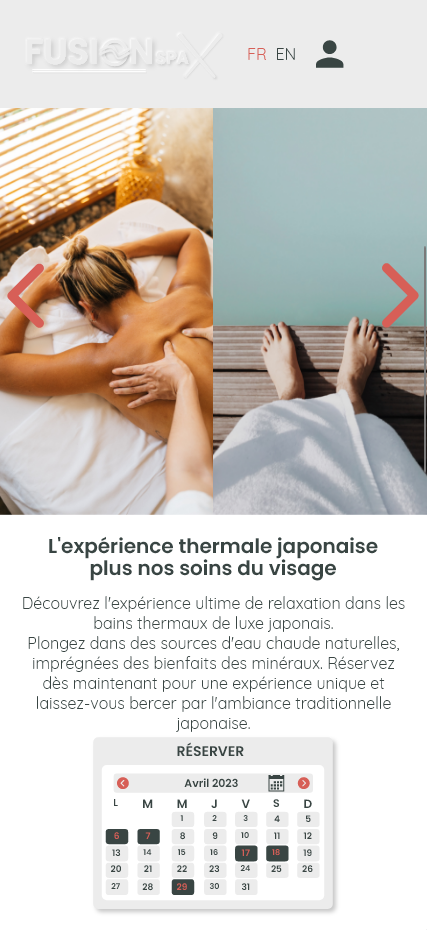 FUSION SPA X
FR EN
L'expérience thermale japonaise
plus nos soins du visage
Découvrez l'expérience ultime de relaxation dans les
bains thermaux de luxe japonais.
Plongez dans des sources d'eau chaude naturelles,
imprégnées des bienfaits des minéraux. Réservez
dès maintenant pour une expérience unique et
laissez-vous bercer par l'ambiance traditionnelle
japonaise.
RÉSERVER
Avril 2023
L M M J V S D
1 2 3 4 5
6 7 8 9 10 11 12
13 14 15 16 17 18 19
20 21 22 23 24 25 26
27 28 29 30 31